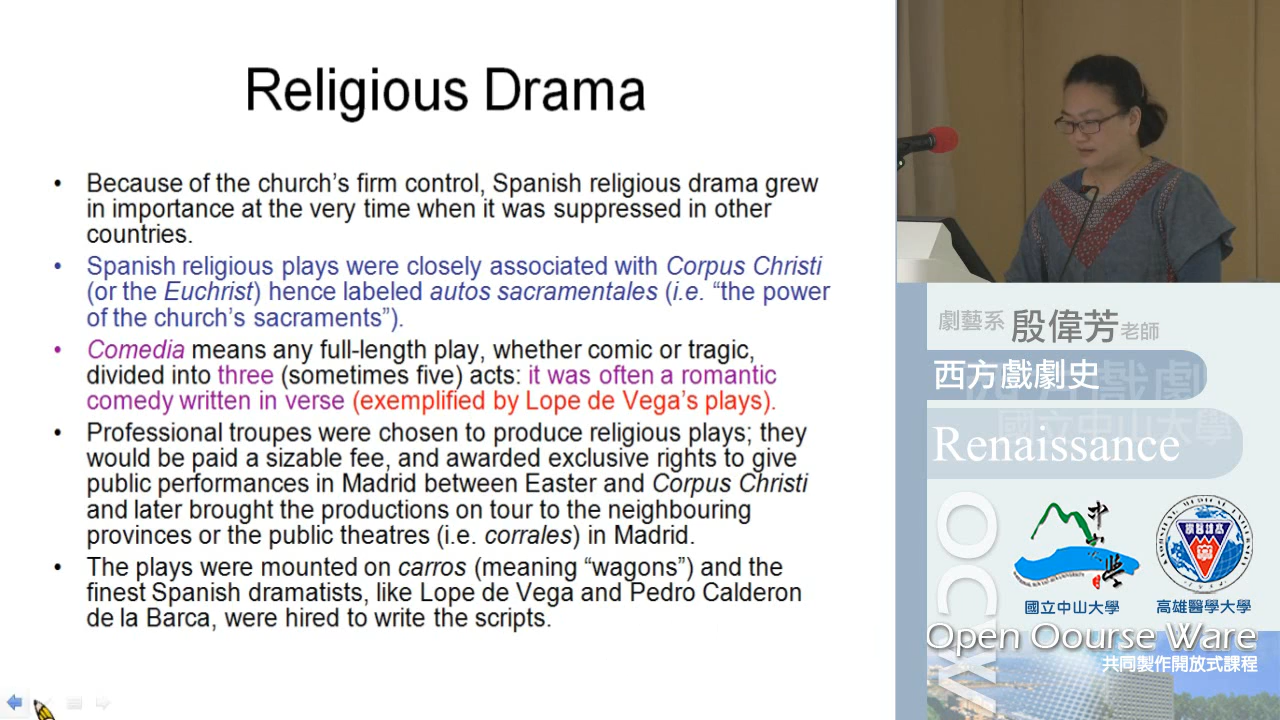 Religious Drama
• Because of the church's firm control, Spanish religious drama grew
in importance at the very time when it was suppressed in other
countries.
• Spanish religious plays were closely associated with Corpus Christi
(or the Euchrist) hence labeled autos sacramentales (i.e. “the power
of the church's sacraments”).
• Comedia means any full-length play, whether comic or tragic,
divided into three (sometimes five) acts: it was often a romantic
comedy written in verse (exemplified by Lope de Vega's plays).
• Professional troupes were chosen to produce religious plays; they
would be paid a sizable fee, and awarded exclusive rights to give
public performances in Madrid between Easter and Corpus Christi
and later brought the productions on tour to the neighbouring
provinces or the public theatres (i.e. corrales) in Madrid.
• The plays were mounted on carros (meaning “wagons”) and the
finest Spanish dramatists, like Lope de Vega and Pedro Calderon
de la Barca, were hired to write the scripts.
劇藝系 殷偉芳老師
西方戲劇史
Renaissance
國立中山大學
高雄醫學大學
OCW
Open Oourse Ware
共同製作開放式課程